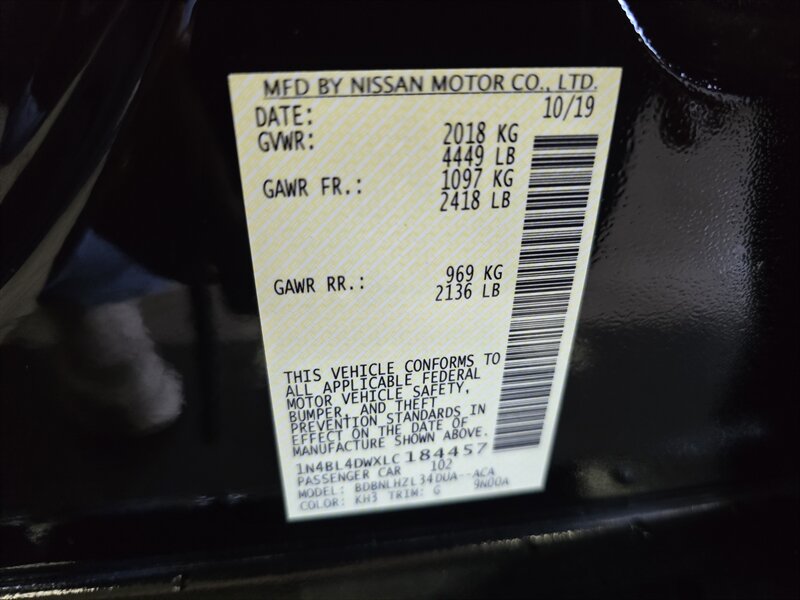 MFD BY NISSAN MOTOR CO., LTD.
DATE: 10/19
GVWR: 2018 KG
4449 LB
GAWR FR.: 1097 KG
2418 LB
GAWR RR.: 969 KG
2136 LB
THIS VEHICLE CONFORMS TO
ALL APPLICABLE FEDERAL
MOTOR VEHICLE SAFETY,
BUMPER, AND THEFT
PREVENTION STANDARDS IN
EFFECT ON THE DATE OF
MANUFACTURE SHOWN ABOVE.
1N4BL4DWXLC184457
PASSENGER CAR 102
MODEL: BDBNLHZL34DUA--ACA
COLOR: KH3 TRIM: G 9N00A